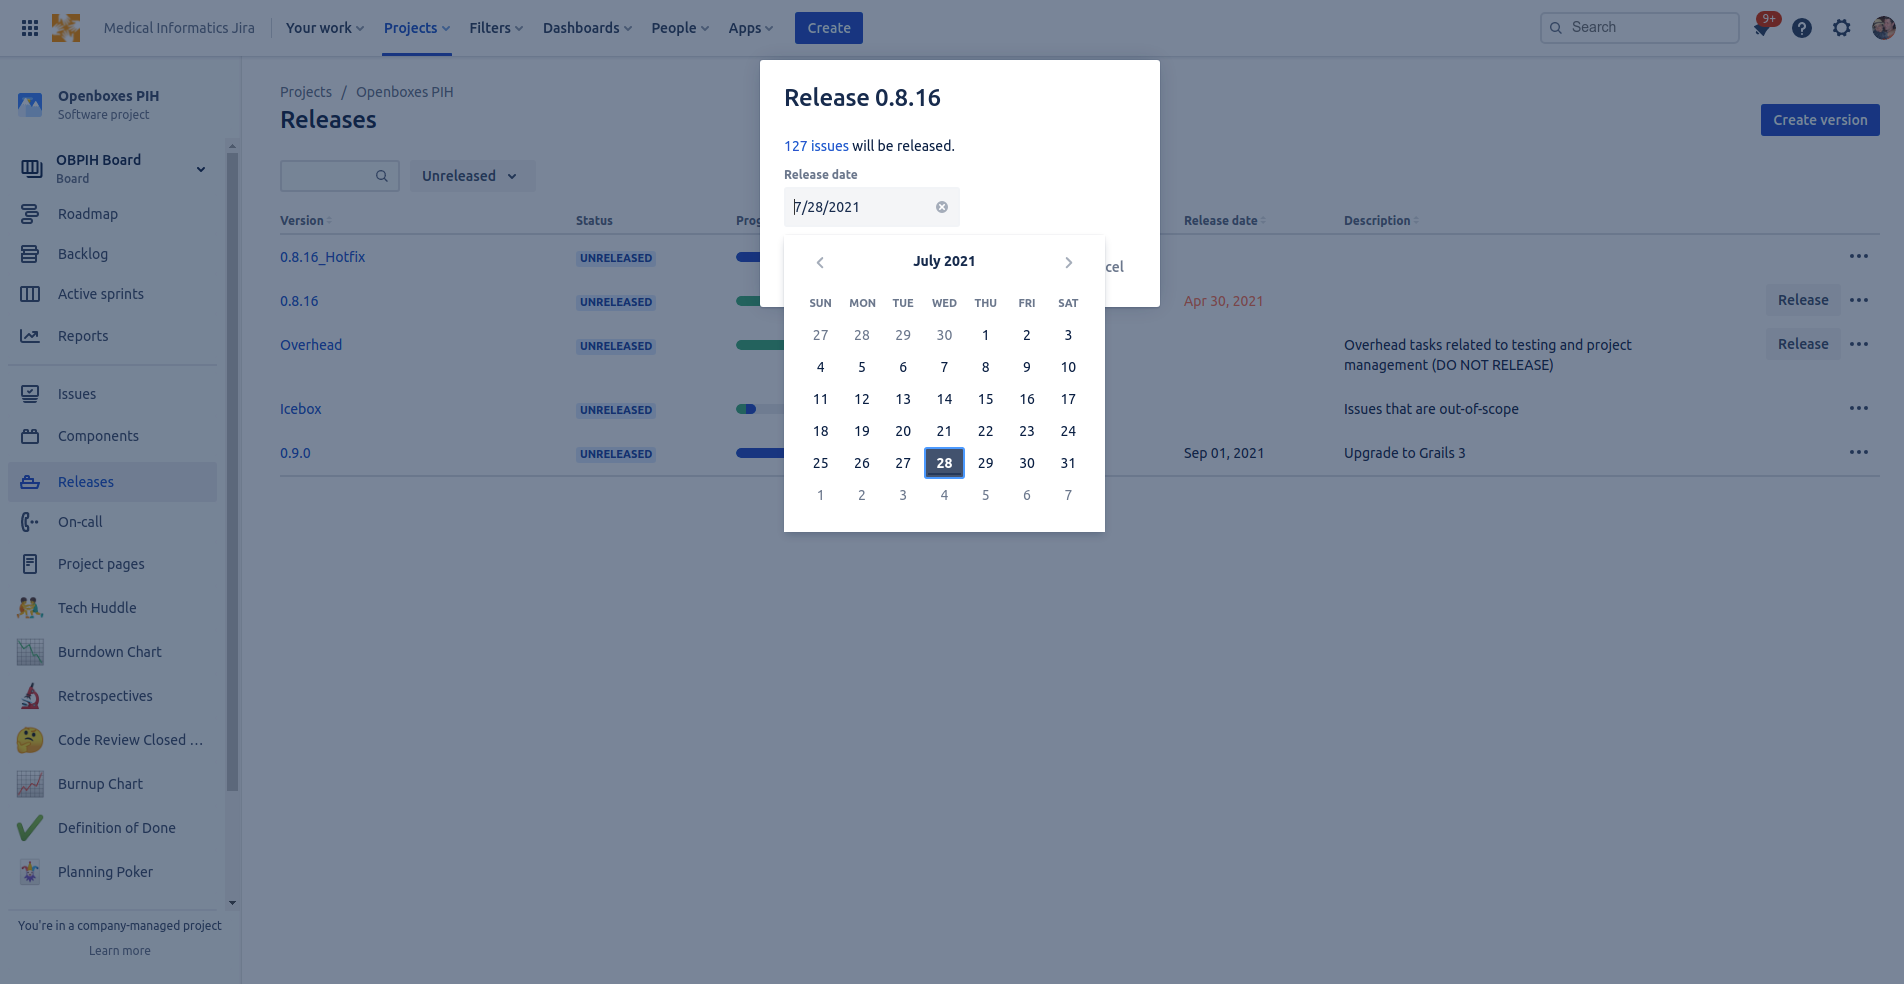 Medical Informatics Jira
Your work
Projects
Filters
Dashboards
People
Apps
Create
Search
9+
Openboxes PIH
Software project
OBPIH Board
Board
Roadmap
Backlog
Active sprints
Reports
Issues
Components
Releases
On-call
Project pages
Tech Huddle
Burndown Chart
Retrospectives
Code Review Closed ...
Burnup Chart
Definition of Done
Planning Poker
You're in a company-managed project
Learn more
Projects / Openboxes PIH
Releases
Create version
Unreleased
Version Status Prog Release date Description
0.8.16_Hotfix UNRELEASED
0.8.16 UNRELEASED Apr 30, 2021 Release
Overhead UNRELEASED Overhead tasks related to testing and project Release
management (DO NOT RELEASE)
Icebox UNRELEASED Issues that are out-of-scope
0.9.0 UNRELEASED Sep 01, 2021 Upgrade to Grails 3
Release 0.8.16
127 issues will be released.
Release date
7/28/2021
cel
July 2021
SUN MON TUE WED THU FRI SAT
27 28 29 30 1 2 3
4 5 6 7 8 9 10
11 12 13 14 15 16 17
18 19 20 21 22 23 24
25 26 27 28 29 30 31
1 2 3 4 5 6 7